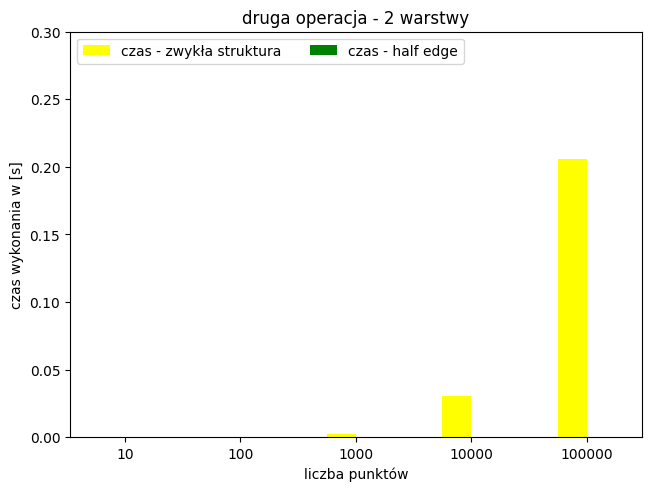 druga operacja - 2 warstwy
czas - zwykła struktura czas - half edge
0.30
0.25
0.20
0.15
0.10
0.05
0.00
czas wykonania w [s]
10 100 1000 10000 100000
liczba punktów